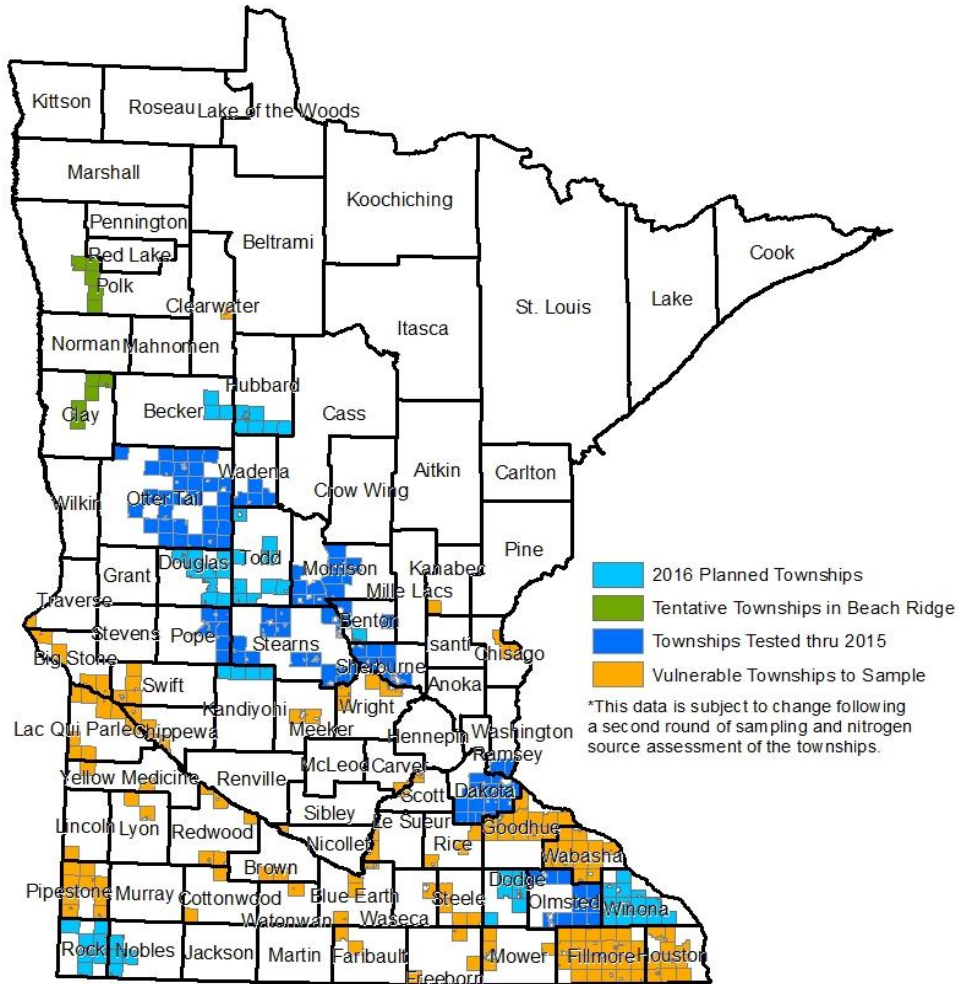 Kittson
Roseau
Lake of the Woods
Marshall
Koochiching
Pennington
Beltrami
Red Lake
Cook
Polk
Lake
Clearwater
St. Louis
Itasca
Norman
Mahnomen
Hubbard
Clay
Becker
Cass
Aitkin
Carlton
Wadena
Crow Wing
Otter Tail
Wilkin
Pine
Douglas
Todd
Morrison
Kanabec
Grant
Mille Lacs
2016 Planned Townships
Traverse
Benton
Tentative Townships in Beach Ridge
Stevens
Pope
Stearns
santi
Chisago
Townships Tested thru 2015
Big Stone
Sherburne
Anoka
Vulnerable Townships to Sample
Swift
Wright
*This data is subject to change following
a second round of sampling and nitrogen
source assessment of the townships.
Kandiyohi
Lac Qui Parle
Chippewa
Meeker
Hennepin
Washington
Ramsey
McLeod
Carver
Yellow Medicine
Renville
Dakota
Scott
Sibley
Lincoln
Lyon
Redwood
Le Sueur
Goodhue
Nicollet
Rice
Wabasha
Brown
Pipestone
Murray
Cottonwood
Blue Earth
Steele
Dodge
Olmsted
Winona
Watonwan
Waseca
Rock
Nobles
Jackson
Martin
Faribault
Freeborn
Mower
Fillmore
Houston